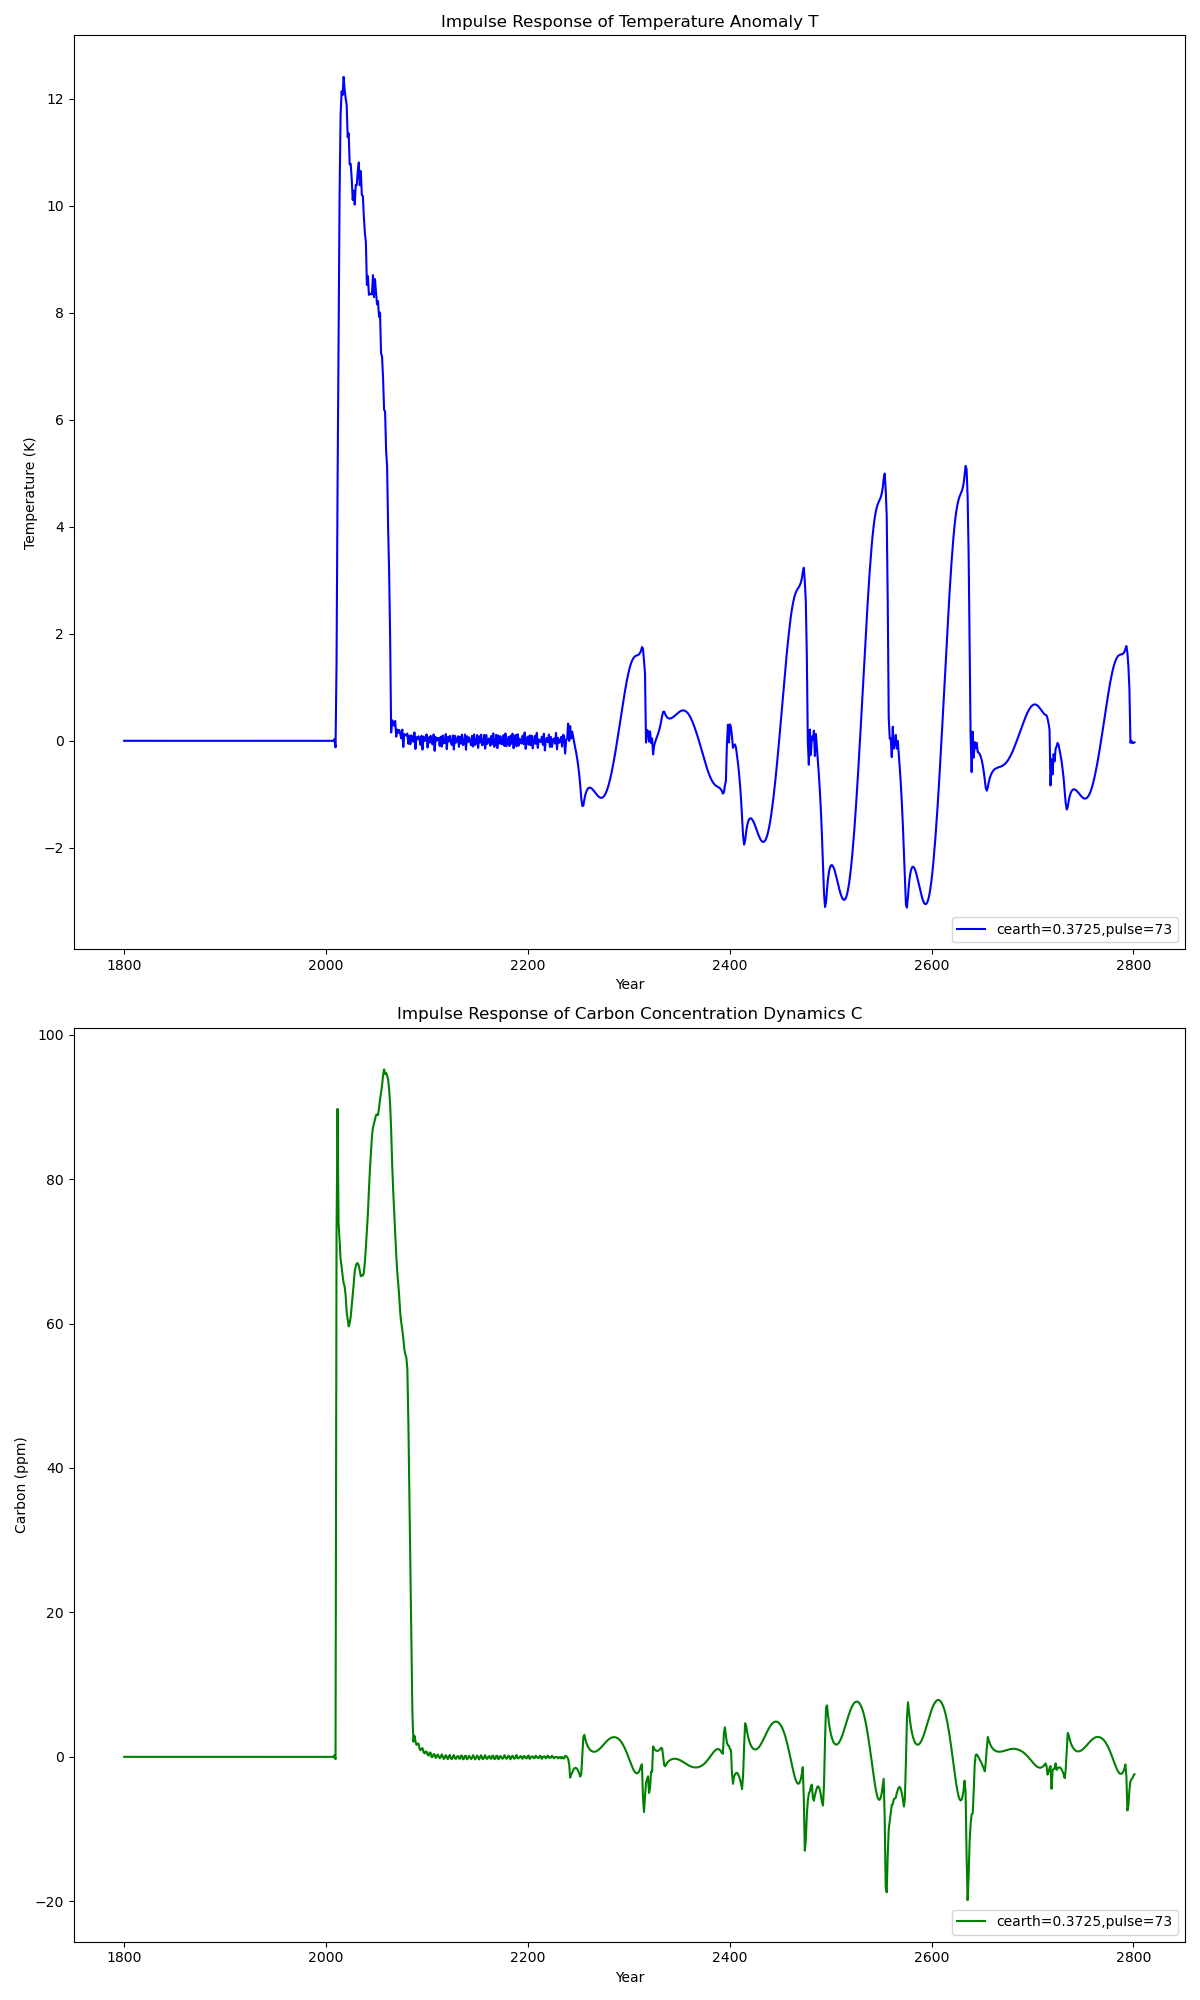 Impulse Response of Temperature Anomaly T
12
10
8
6
4
2
0
−2
Temperature (K)
cearth=0.3725,pulse=73
1800 2000 2200 2400 2600 2800
Year
Impulse Response of Carbon Concentration Dynamics C
100
80
60
40
20
0
−20
Carbon (ppm)
cearth=0.3725,pulse=73
1800 2000 2200 2400 2600 2800
Year